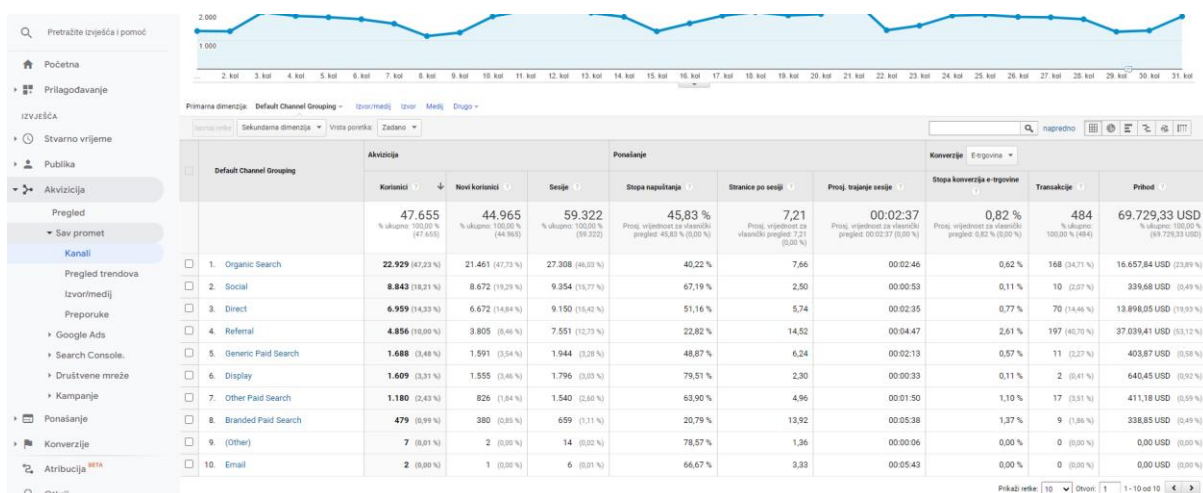 Pretražite izvješća i pomoć
Početna
Prilagođavanje
IZVJEŠĆA
Stvarno vrijeme
Publika
Akvizicija
Pregled
Sav promet
Kanali
Pregled trendova
Izvor/medij
Preporuke
Google Ads
Search Console.
Društvene mreže
Kampanje
Ponašanje
Konverzije
Atribucija BETA
2.000
1.000
... 2. kol 3. kol 4. kol 5. kol 6. kol 7. kol 8. kol 9. kol 10. kol 11. kol 12. kol 13. kol 14. kol 15. kol 16. kol 17. kol 18. kol 19. kol 20. kol 21. kol 22. kol 23. kol 24. kol 25. kol 26. kol 27. kol 28. kol 29. kol 30. kol 31. kol
Primarna dimenzija: Default Channel Grouping Izvor/medij Izvor Medij Drugo
Sekundarna dimenzija Vrsta poretka: Zadano napredno
Default Channel Grouping Akvizicija Ponašanje Konverzije E-trgovina
Korisnici Novi korisnici Sesije Stopa napuštanja Stranice po sesiji Prosj. trajanje sesije Stopa konverzija e-trgovine Transakcije Prihod
47.655 44.965 59.322 45,83 % 7,21 00:02:37 0,82 % 484 69.729,33 USD
% ukupno: 100,00 % (47.655) % ukupno: 100,00 % (44.965) % ukupno: 100,00 % (59.322) Prosj. vrijednost za vlasnički pregled: 45,83 % (0,00 %) Prosj. vrijednost za vlasnički pregled: 7,21 (0,00 %) Prosj. vrijednost za vlasnički pregled: 00:02:37 (0,00 %) Prosj. vrijednost za vlasnički pregled: 0,82 % (0,00 %) % ukupno: 100,00 % (484) % ukupno: 100,00 % (69.729,33 USD)
1. Organic Search 22.929 (47,23 %) 21.461 (47,73 %) 27.308 (46,03 %) 40,22 % 7,66 00:02:46 0,62 % 168 (34,71 %) 16.657,84 USD (23,89 %)
2. Social 8.843 (18,21 %) 8.672 (19,29 %) 9.354 (15,77 %) 67,19 % 2,50 00:00:53 0,11 % 10 (2,07 %) 339,68 USD (0,49 %)
3. Direct 6.959 (14,33 %) 6.672 (14,84 %) 9.150 (15,42 %) 51,16 % 5,74 00:02:35 0,77 % 70 (14,46 %) 13.898,05 USD (19,93 %)
4. Referral 4.856 (10,00 %) 3.805 (8,46 %) 7.551 (12,73 %) 22,82 % 14,52 00:04:47 2,61 % 197 (40,70 %) 37.039,41 USD (53,12 %)
5. Generic Paid Search 1.688 (3,48 %) 1.591 (3,54 %) 1.944 (3,28 %) 48,87 % 6,24 00:02:13 0,57 % 11 (2,27 %) 403,87 USD (0,58 %)
6. Display 1.609 (3,31 %) 1.555 (3,46 %) 1.796 (3,03 %) 79,51 % 2,30 00:00:33 0,11 % 2 (0,41 %) 640,45 USD (0,92 %)
7. Other Paid Search 1.180 (2,43 %) 826 (1,84 %) 1.540 (2,60 %) 63,90 % 4,96 00:01:50 1,10 % 17 (3,51 %) 411,18 USD (0,59 %)
8. Branded Paid Search 479 (0,99 %) 380 (0,85 %) 659 (1,11 %) 20,79 % 13,92 00:05:38 1,37 % 9 (1,86 %) 338,85 USD (0,49 %)
9. (Other) 7 (0,01 %) 2 (0,00 %) 14 (0,02 %) 78,57 % 1,36 00:00:06 0,00 % 0 (0,00 %) 0,00 USD (0,00 %)
10. Email 2 (0,00 %) 1 (0,00 %) 6 (0,01 %) 66,67 % 3,33 00:05:43 0,00 % 0 (0,00 %) 0,00 USD (0,00 %)
Prikaži retke: 10 Otvori: 1 1 - 10 od 10